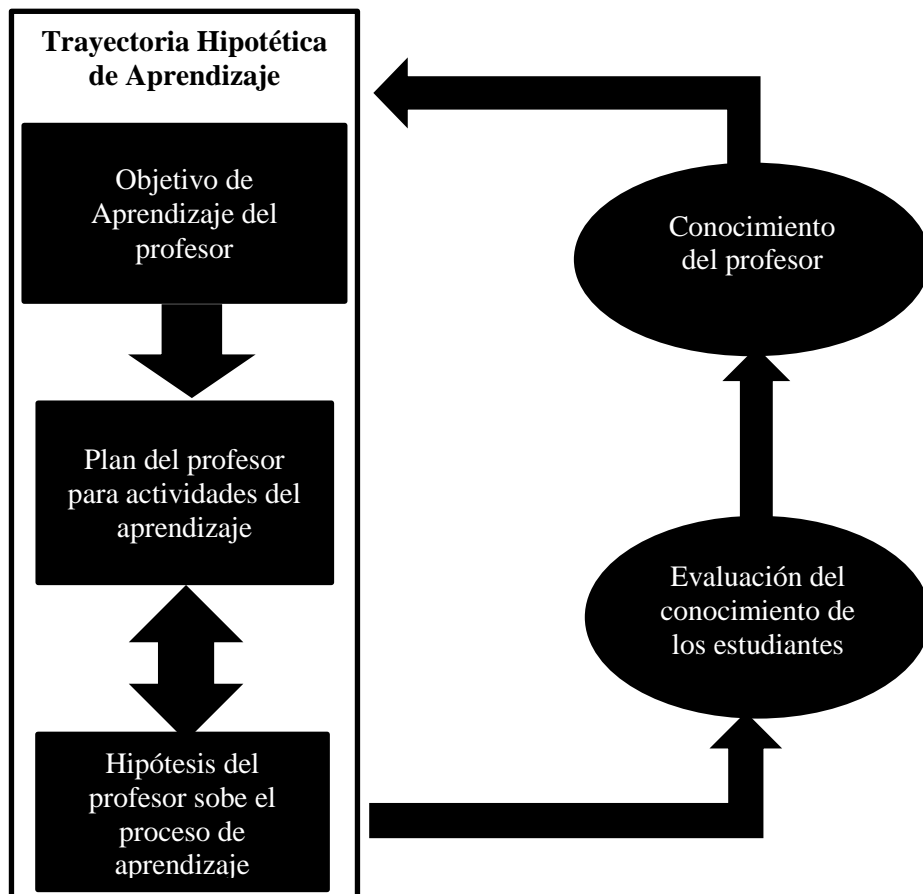 Trayectoria Hipotética
de Aprendizaje
Objetivo de
Aprendizaje del
profesor
Plan del profesor
para actividades del
aprendizaje
Hipótesis del
profesor sobe el
proceso de
aprendizaje
Conocimiento
del profesor
Evaluación del
conocimiento de
los estudiantes